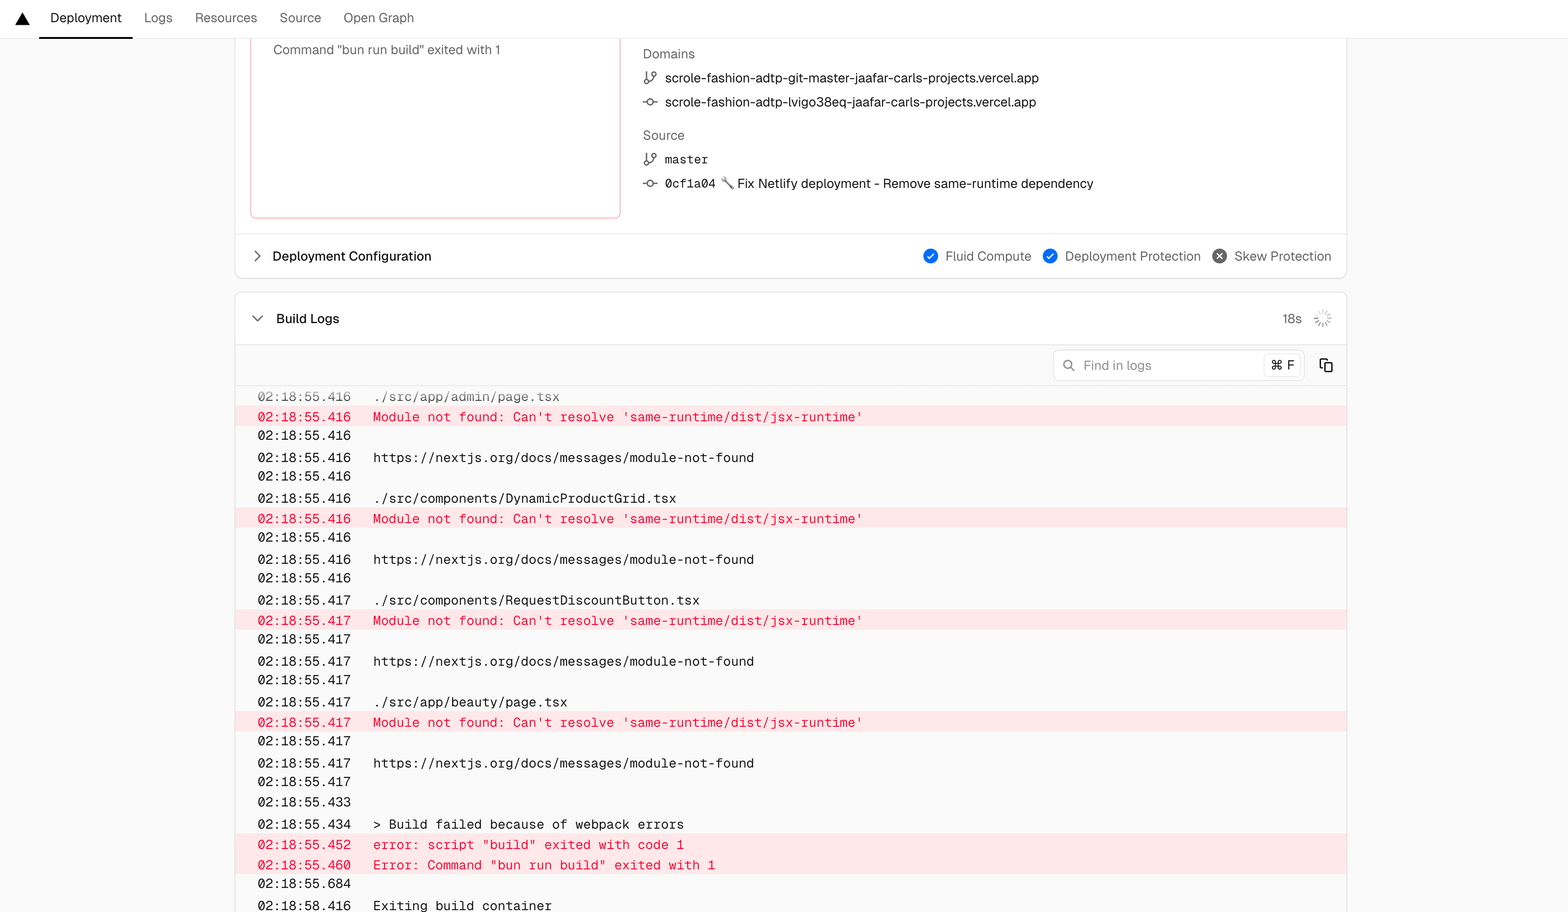 Deployment Logs Resources Source Open Graph
Command "bun run build" exited with 1
Domains
scrole-fashion-adtp-git-master-jaafar-carls-projects.vercel.app
scrole-fashion-adtp-lvigo38eq-jaafar-carls-projects.vercel.app
Source
master
0cf1a04 🔧 Fix Netlify deployment - Remove same-runtime dependency
Deployment Configuration Fluid Compute Deployment Protection Skew Protection
Build Logs 18s
Find in logs ⌘ F
02:18:55.416 ./src/app/admin/page.tsx
02:18:55.416 Module not found: Can't resolve 'same-runtime/dist/jsx-runtime'
02:18:55.416
02:18:55.416 https://nextjs.org/docs/messages/module-not-found
02:18:55.416
02:18:55.416 ./src/components/DynamicProductGrid.tsx
02:18:55.416 Module not found: Can't resolve 'same-runtime/dist/jsx-runtime'
02:18:55.416
02:18:55.416 https://nextjs.org/docs/messages/module-not-found
02:18:55.416
02:18:55.417 ./src/components/RequestDiscountButton.tsx
02:18:55.417 Module not found: Can't resolve 'same-runtime/dist/jsx-runtime'
02:18:55.417
02:18:55.417 https://nextjs.org/docs/messages/module-not-found
02:18:55.417
02:18:55.417 ./src/app/beauty/page.tsx
02:18:55.417 Module not found: Can't resolve 'same-runtime/dist/jsx-runtime'
02:18:55.417
02:18:55.417 https://nextjs.org/docs/messages/module-not-found
02:18:55.417
02:18:55.433
02:18:55.434 > Build failed because of webpack errors
02:18:55.452 error: script "build" exited with code 1
02:18:55.460 Error: Command "bun run build" exited with 1
02:18:55.684
02:18:58.416 Exiting build container